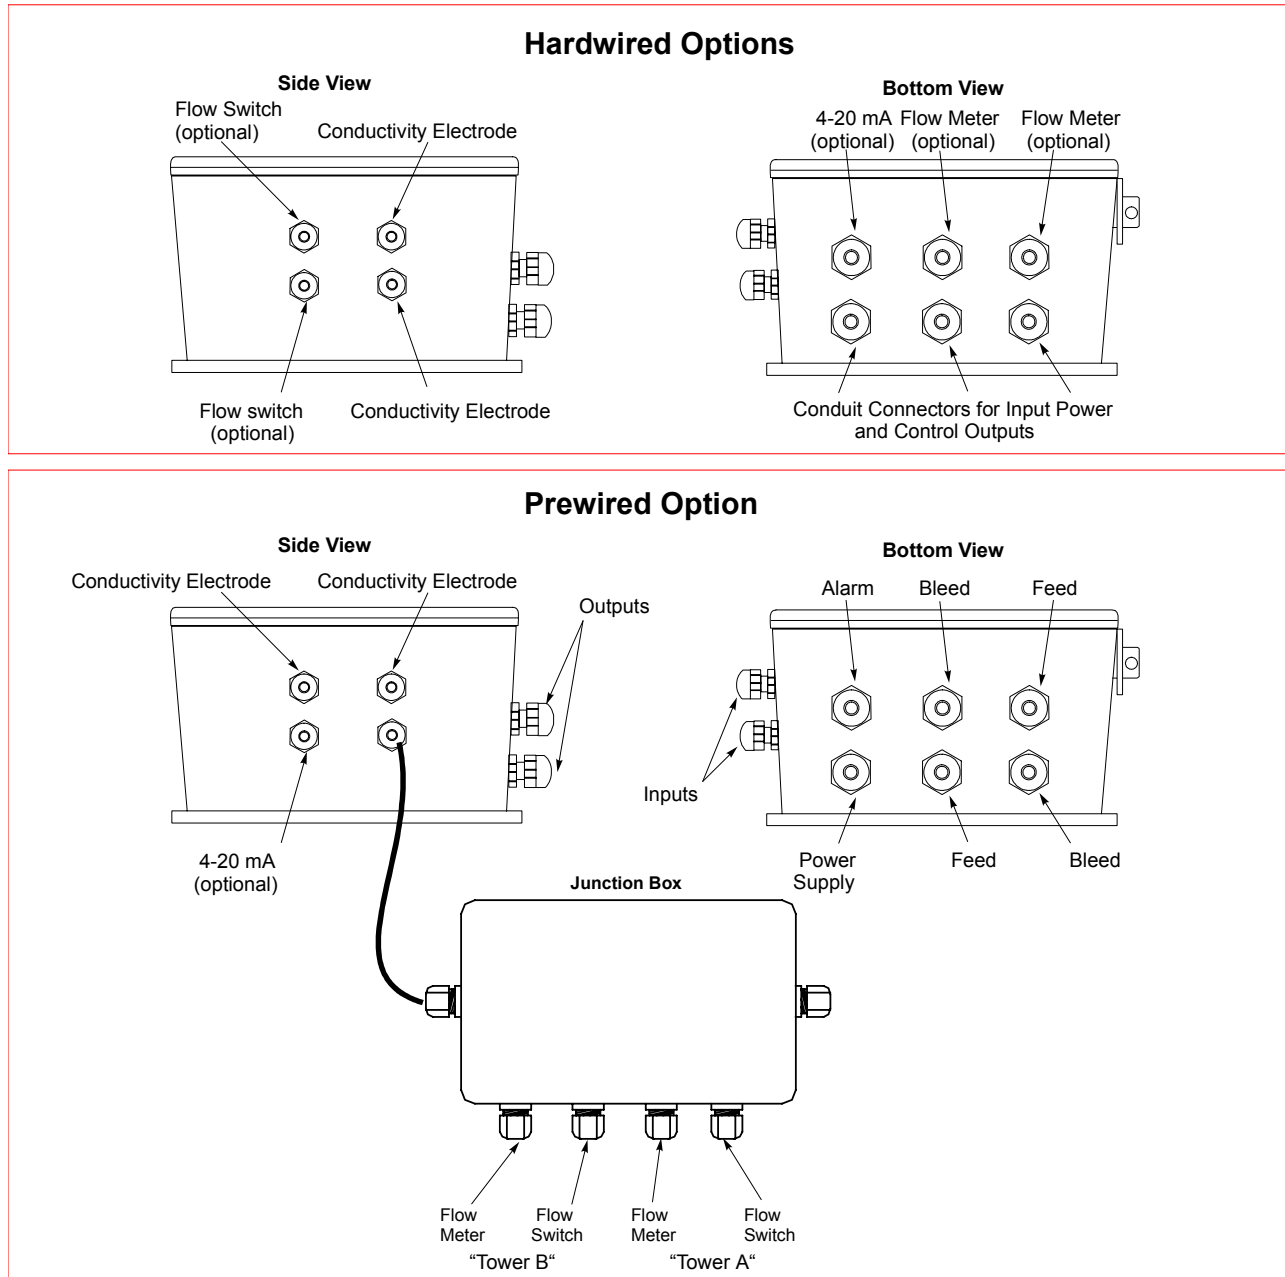 Hardwired Options
Side View
Flow Switch
(optional)
Conductivity Electrode
Flow switch
(optional)
Conductivity Electrode
Bottom View
4-20 mA
(optional)
Flow Meter
(optional)
Flow Meter
(optional)
Conduit Connectors for Input Power
and Control Outputs
Prewired Option
Side View
Conductivity Electrode
Conductivity Electrode
Outputs
4-20 mA
(optional)
Bottom View
Alarm
Bleed
Feed
Inputs
Power
Supply
Feed
Bleed
Junction Box
Flow
Meter
Flow
Switch
Flow
Meter
Flow
Switch
“Tower B“
“Tower A“